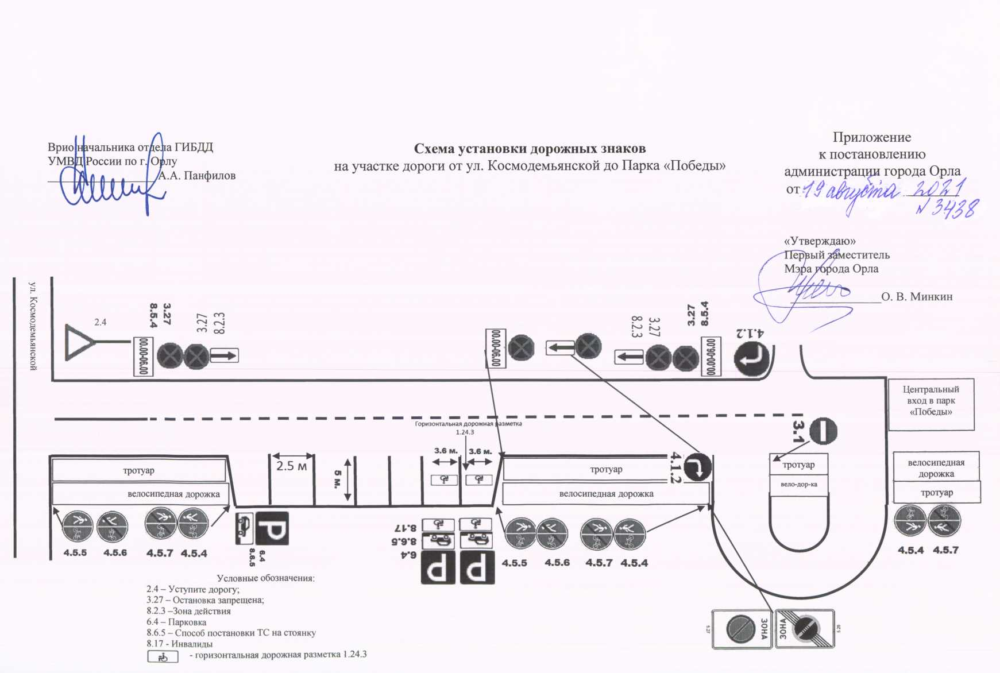 Врио начальника отдела ГИБДД
УМВД России по г. Орлу
А.А. Панфилов
Схема установки дорожных знаков
на участке дороги от ул. Космодемьянской до Парка «Победы»
Приложение
к постановлению
администрации города Орла
от 19 августа 2021
N 3438
«Утверждаю»
Первый заместитель
Мэра города Орла
О. В. Минкин
ул. Космодемьянской
2.4
8.5.4
3.27
3.27
8.2.3
00.00-06.00
00.00-06.00
8.2.3
3.27
3.27
8.5.4
00.00-06.00
4.1.2
Центральный
вход в парк
«Победы»
Горизонтальная дорожная разметка
1.24.3
3.1
2.5 м
5 м.
3.6 м.
3.6 м.
тротуар
велосипедная дорожка
тротуар
велосипедная дорожка
4.1.2
тротуар
вело-дор-ка
велосипедная
дорожка
тротуар
4.5.5
4.5.6
4.5.7
4.5.4
P
8.6.5
6.4
8.17
8.6.5
6.4
P
P
4.5.5
4.5.6
4.5.7
4.5.4
4.5.4
4.5.7
5.27
ЗОНА
ЗОНА
5.28
Условные обозначения:
2.4 – Уступите дорогу;
3.27 – Остановка запрещена;
8.2.3 –Зона действия
6.4 – Парковка
8.6.5 – Способ постановки ТС на стоянку
8.17 - Инвалиды
- горизонтальная дорожная разметка 1.24.3